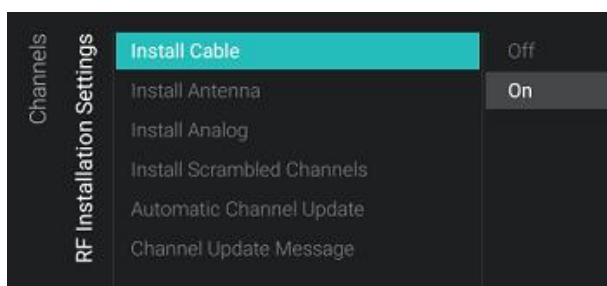 Channels
RF Installation Settings
Install Cable
Install Antenna
Install Analog
Install Scrambled Channels
Automatic Channel Update
Channel Update Message
Off
On